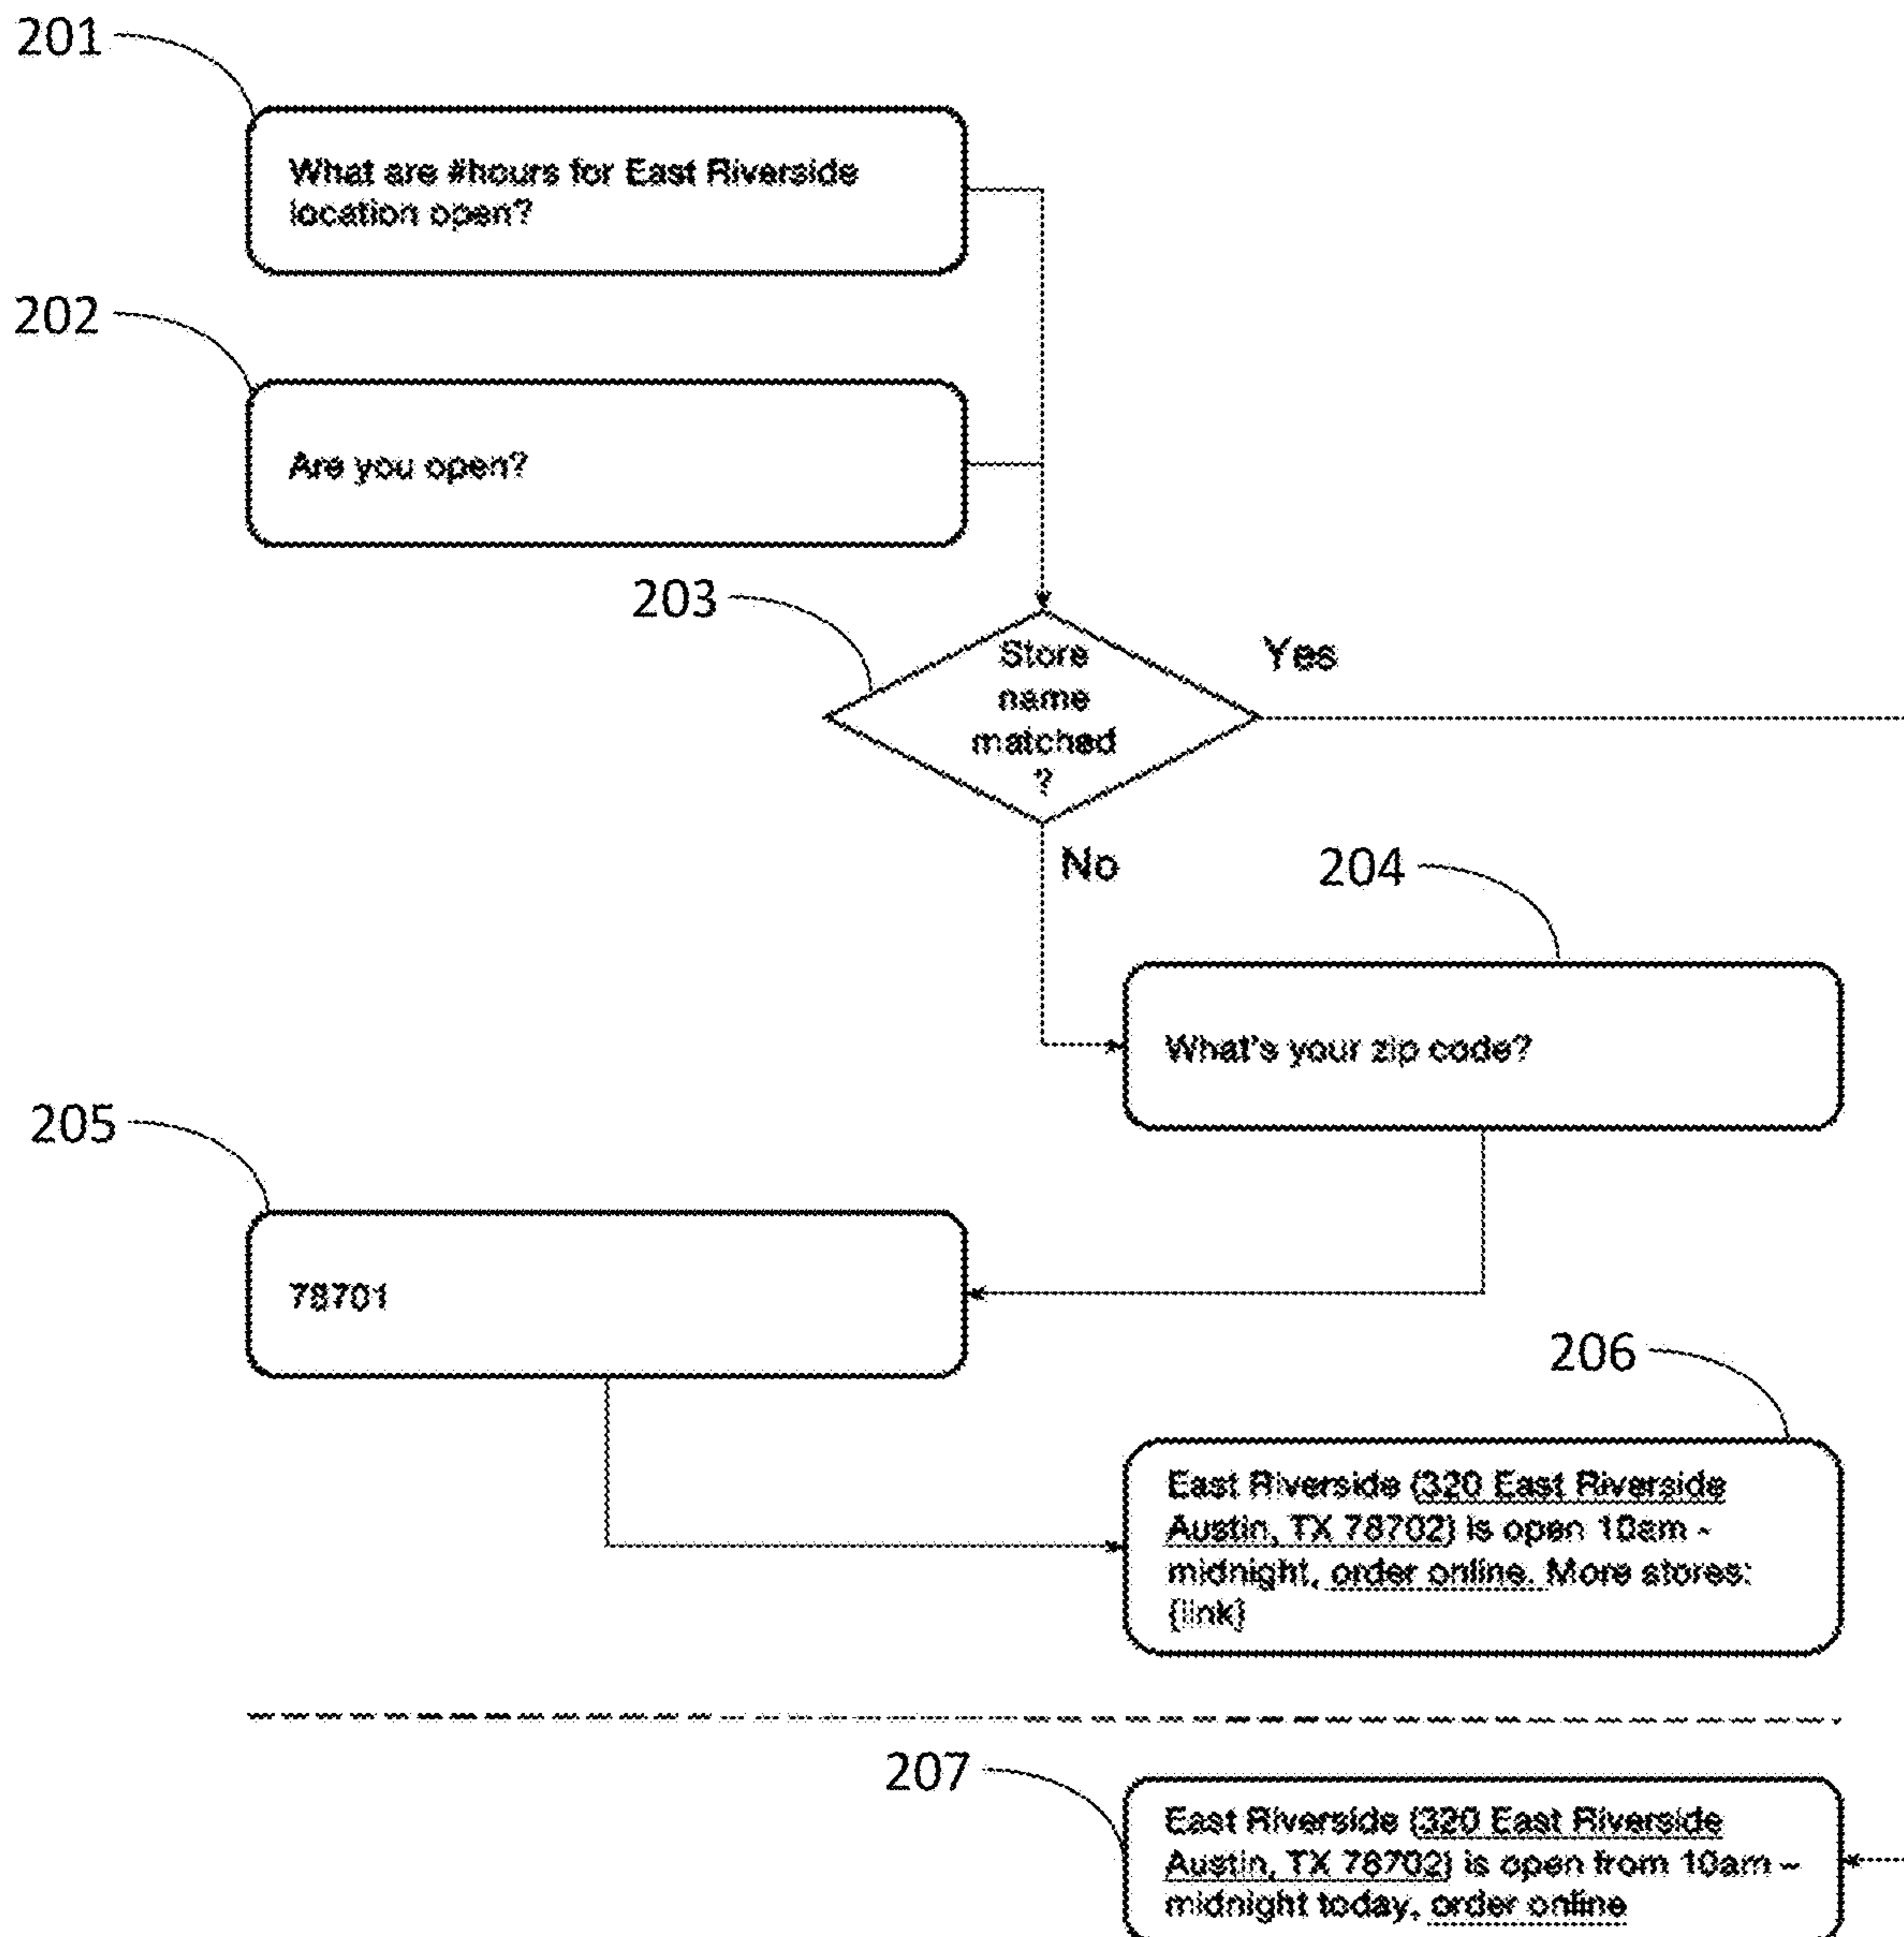 201
What are #hours for East Riverside
location open?
202
Are you open?
203
Store
name
matched
?
Yes
No
204
What's your zip code?
205
78701
206
East Riverside (320 East Riverside
Austin, TX 78702) is open 10am -
midnight, order online. More stores:
{link}
207
East Riverside (320 East Riverside
Austin, TX 78702) is open from 10am –
midnight today, order online